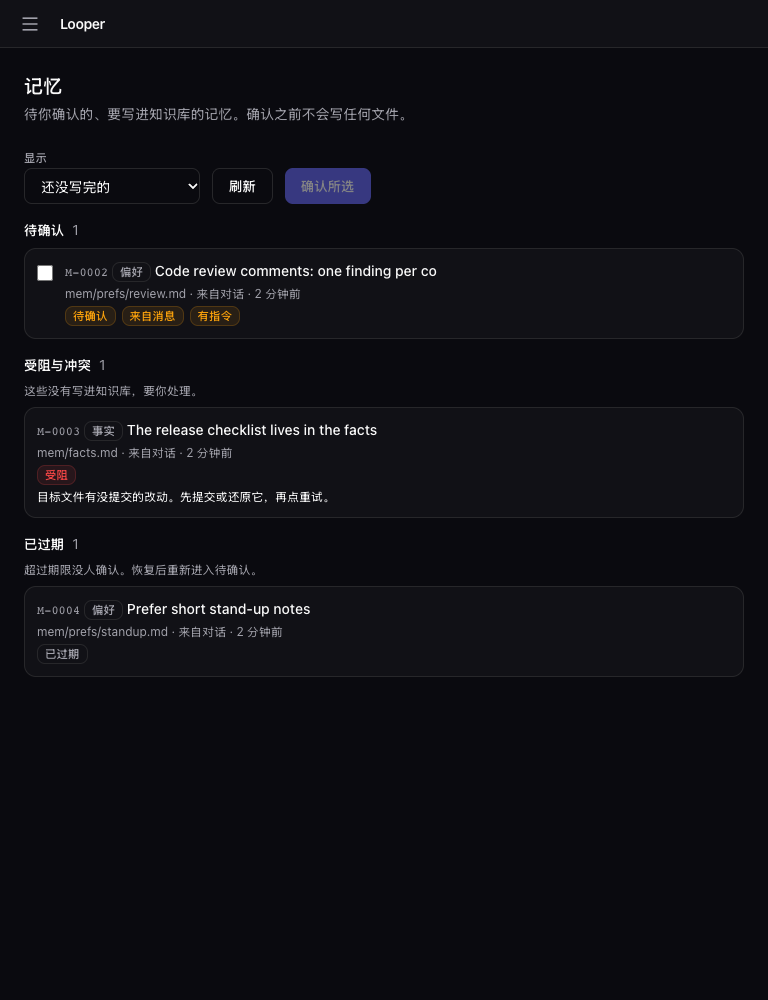 Looper
记忆
待你确认的、要写进知识库的记忆。确认之前不会写任何文件。
显示
还没写完的
刷新
确认所选
待确认 1
M-0002 偏好 Code review comments: one finding per co
mem/prefs/review.md · 来自对话 · 2 分钟前
待确认 来自消息 有指令
受阻与冲突 1
这些没有写进知识库，要你处理。
M-0003 事实 The release checklist lives in the facts
mem/facts.md · 来自对话 · 2 分钟前
受阻
目标文件有没提交的改动。先提交或还原它，再点重试。
已过期 1
超过期限没人确认。恢复后重新进入待确认。
M-0004 偏好 Prefer short stand-up notes
mem/prefs/standup.md · 来自对话 · 2 分钟前
已过期